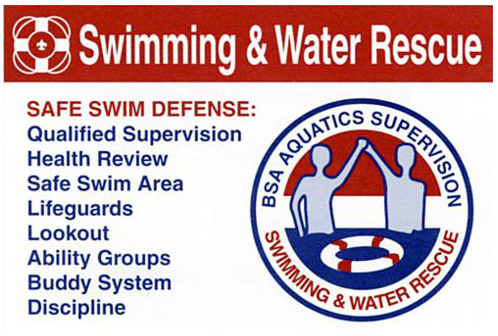 Swimming & Water Rescue
SAFE SWIM DEFENSE:
Qualified Supervision
Health Review
Safe Swim Area
Lifeguards
Lookout
Ability Groups
Buddy System
Discipline
BSA AQUATICS SUPERVISION
SWIMMING & WATER RESCUE